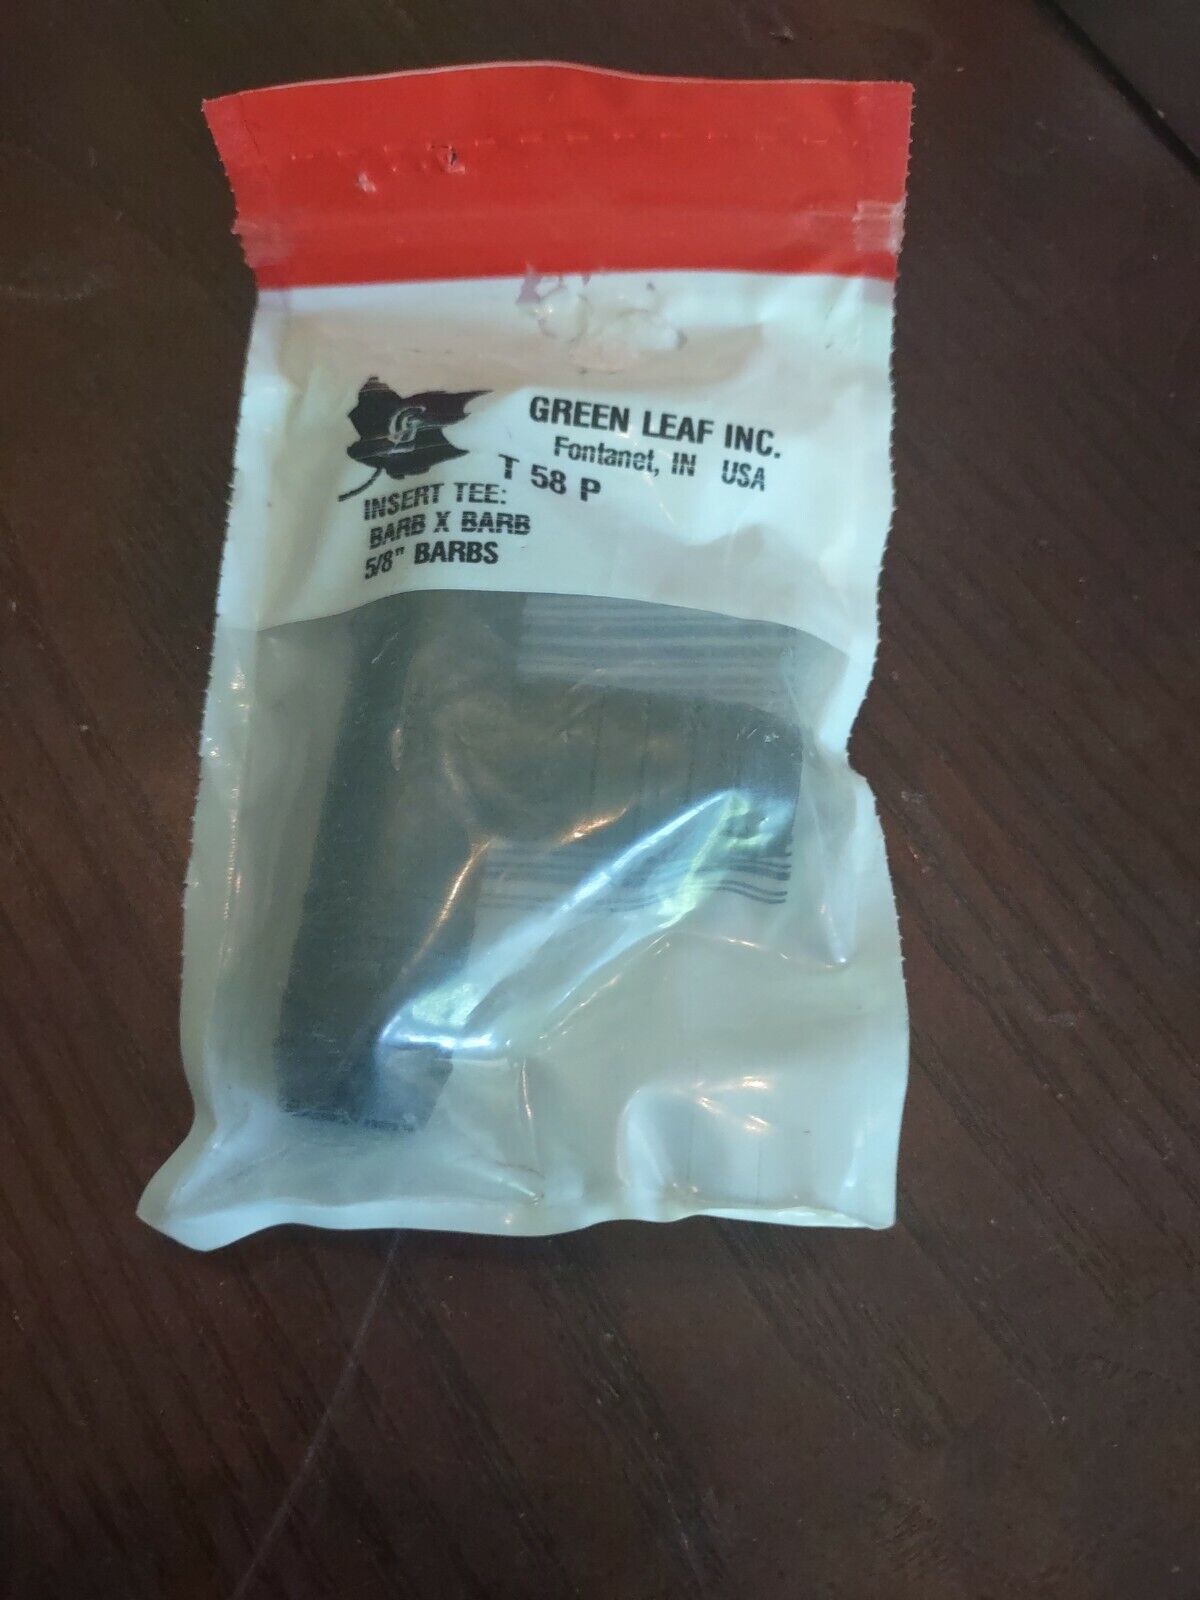 GREEN LEAF INC.
Fontanet, IN USA
T 58 P
INSERT TEE:
BARB X BARB
5/8" BARBS